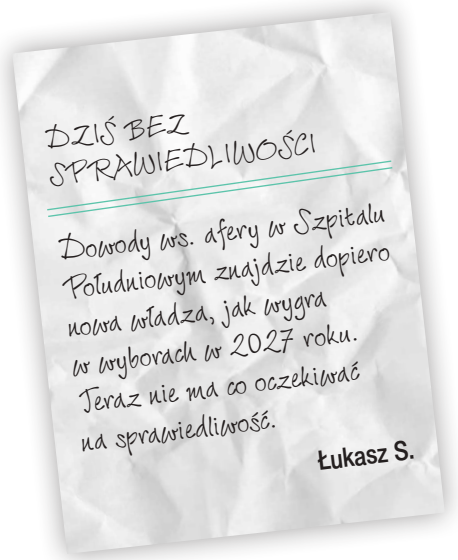 DZIŚ BEZ
SPRAWIEDLIWOŚCI
Dowody ws. afery w Szpitalu
Południowym znajdzie dopiero
nowa władza, jak wygra
w wyborach w 2027 roku.
Teraz nie ma co oczekiwać
na sprawiedliwość.
Łukasz S.